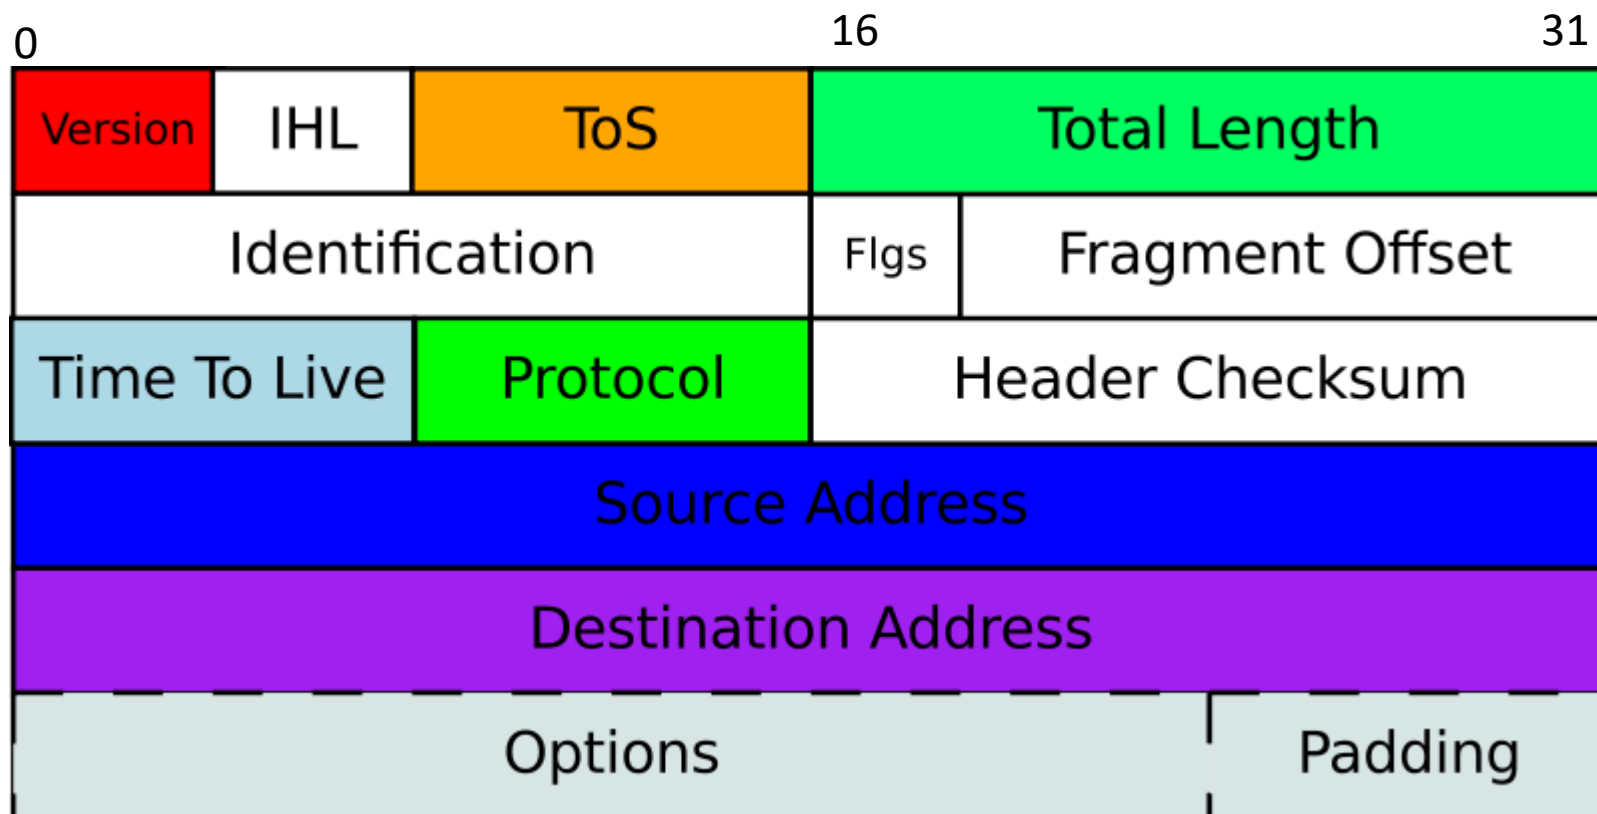 0 16 31
Version IHL ToS Total Length
Identification Flgs Fragment Offset
Time To Live Protocol Header Checksum
Source Address
Destination Address
Options Padding